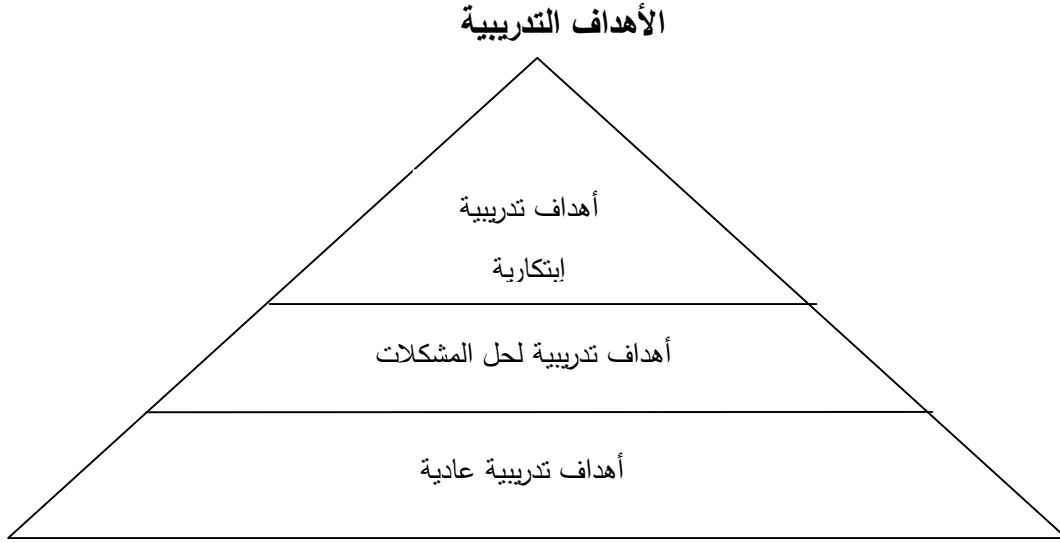 الأهداف التدريبية
أهداف تدريبية
إبتكارية
أهداف تدريبية لحل المشكلات
أهداف تدريبية عادية